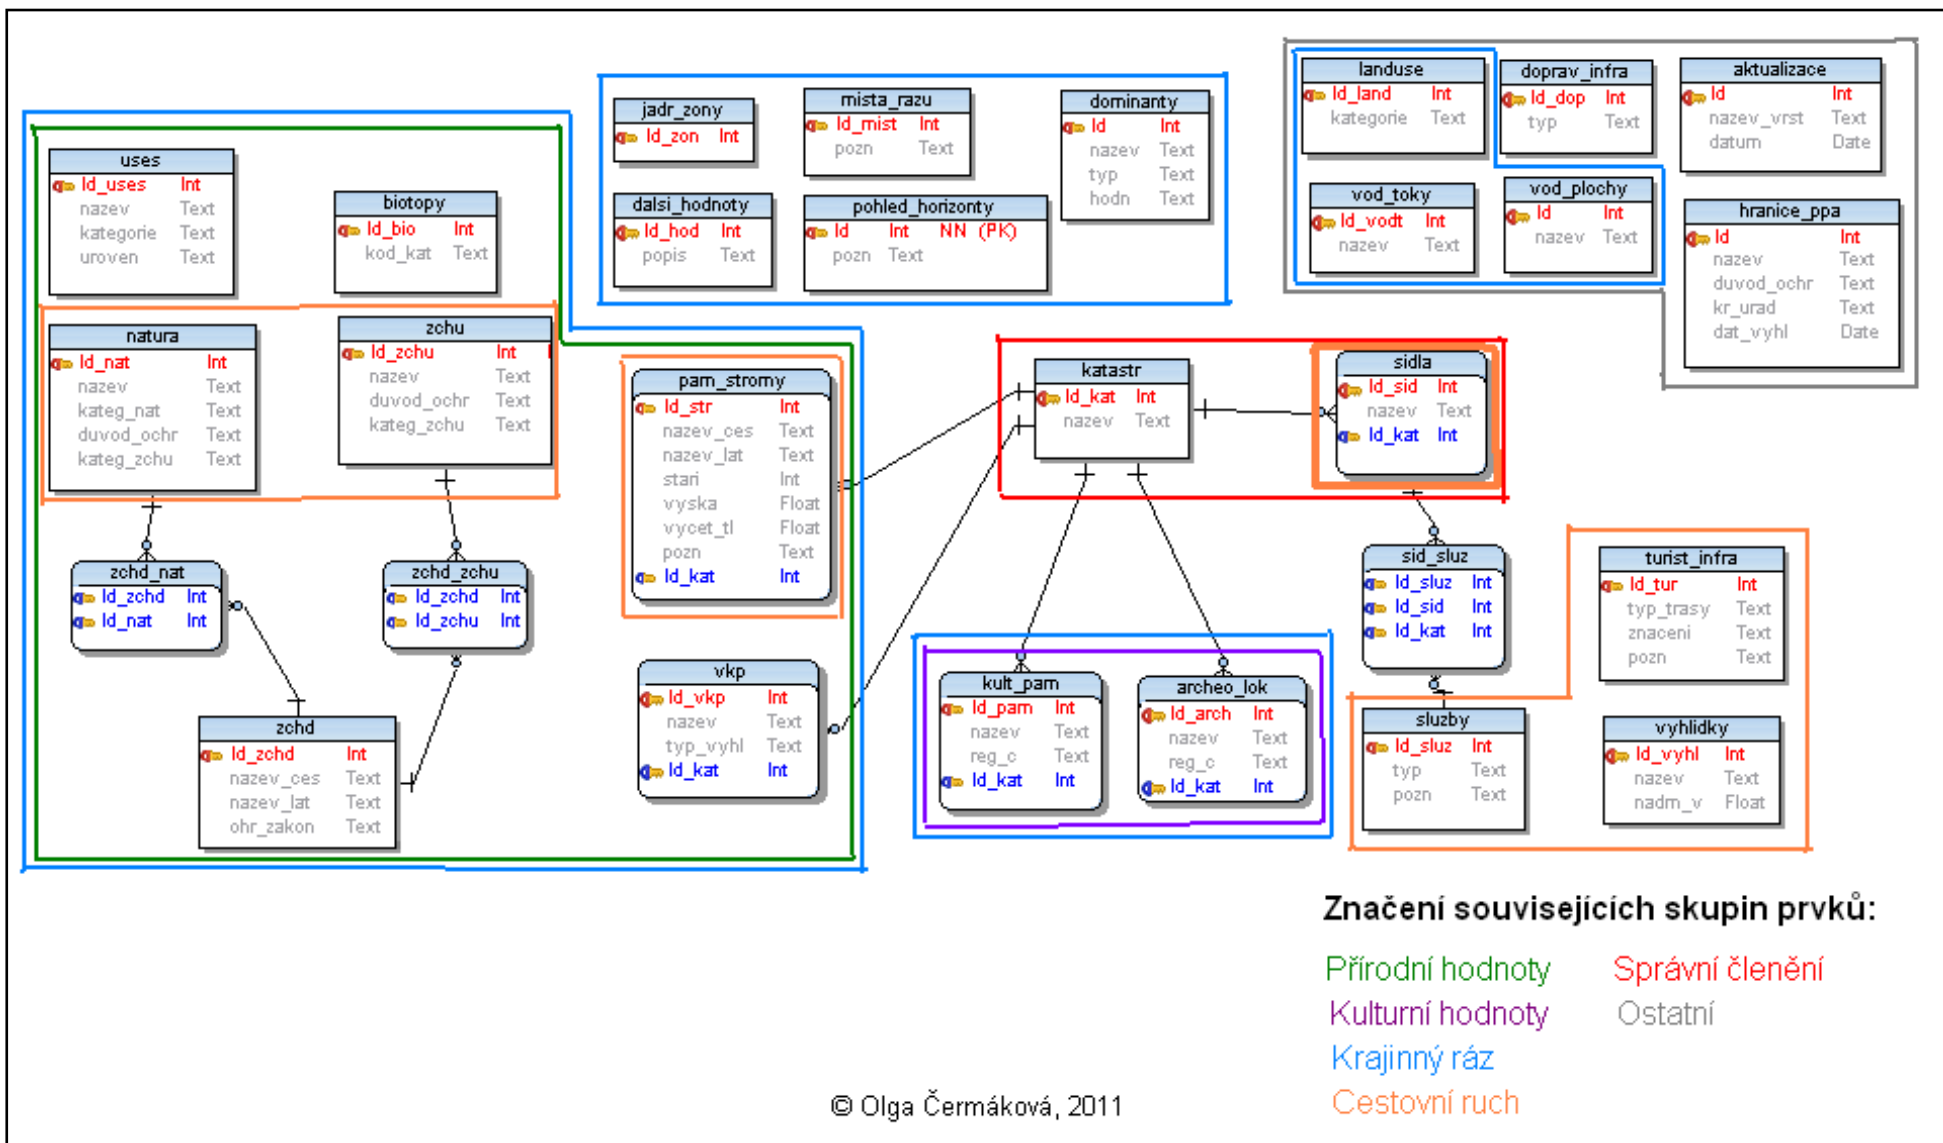 uses
Id_uses Int
nazev Text
kategorie Text
uroven Text
biotopy
Id_bio Int
kod_kat Text
natura
Id_nat Int
nazev Text
kateg_nat Text
duvod_ochr Text
kateg_zchu Text
zchu
Id_zchu Int
nazev Text
duvod_ochr Text
kateg_zchu Text
zchd_nat
Id_zchd Int
Id_nat Int
zchd_zchu
Id_zchd Int
Id_zchu Int
zchd
Id_zchd Int
nazev_ces Text
nazev_lat Text
ohr_zakon Text
pam_stromy
Id_str Int
nazev_ces Text
nazev_lat Text
stari Int
vyska Float
vycet_tl Float
pozn Text
Id_kat Int
vkp
Id_vkp Int
nazev Text
typ_vyhl Text
Id_kat Int
jadr_zony
Id_zon Int
mista_razu
Id_mist Int
pozn Text
dominanty
Id Int
nazev Text
typ Text
hodn Text
dalsi_hodnoty
Id_hod Int
popis Text
pohled_horizonty
Id Int NN (PK)
pozn Text
landuse
Id_land Int
kategorie Text
doprav_infra
Id_dop Int
typ Text
aktualizace
Id Int
nazev_vrst Text
datum Date
vod_toky
Id_vodt Int
nazev Text
vod_plochy
Id Int
nazev Text
hranice_ppa
Id Int
nazev Text
duvod_ochr Text
kr_urad Text
dat_vyhl Date
katastr
Id_kat Int
nazev Text
sidla
Id_sid Int
nazev Text
Id_kat Int
sid_sluz
Id_sluz Int
Id_sid Int
Id_kat Int
kult_pam
Id_pam Int
nazev Text
reg_c Text
Id_kat Int
archeo_lok
Id_arch Int
nazev Text
reg_c Text
Id_kat Int
turist_infra
Id_tur Int
typ_trasy Text
znaceni Text
pozn Text
sluzby
Id_sluz Int
typ Text
pozn Text
vyhlidky
Id_vyhl Int
nazev Text
nadm_v Float
Značení souvisejících skupin prvků:
Přírodní hodnoty Správní členění
Kulturní hodnoty Ostatní
Krajinný ráz
Cestovní ruch
© Olga Čermáková, 2011